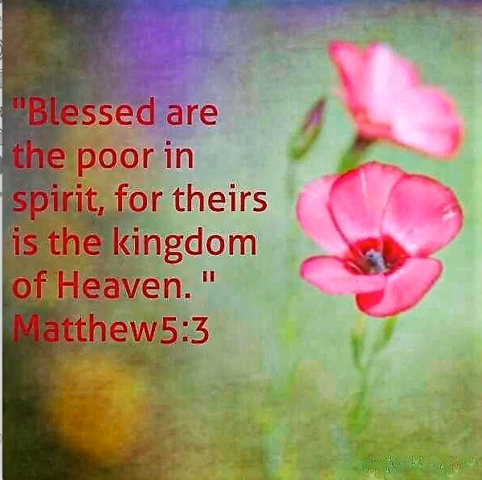 "Blessed are
the poor in
spirit, for theirs
is the kingdom
of Heaven. "
Matthew5:3